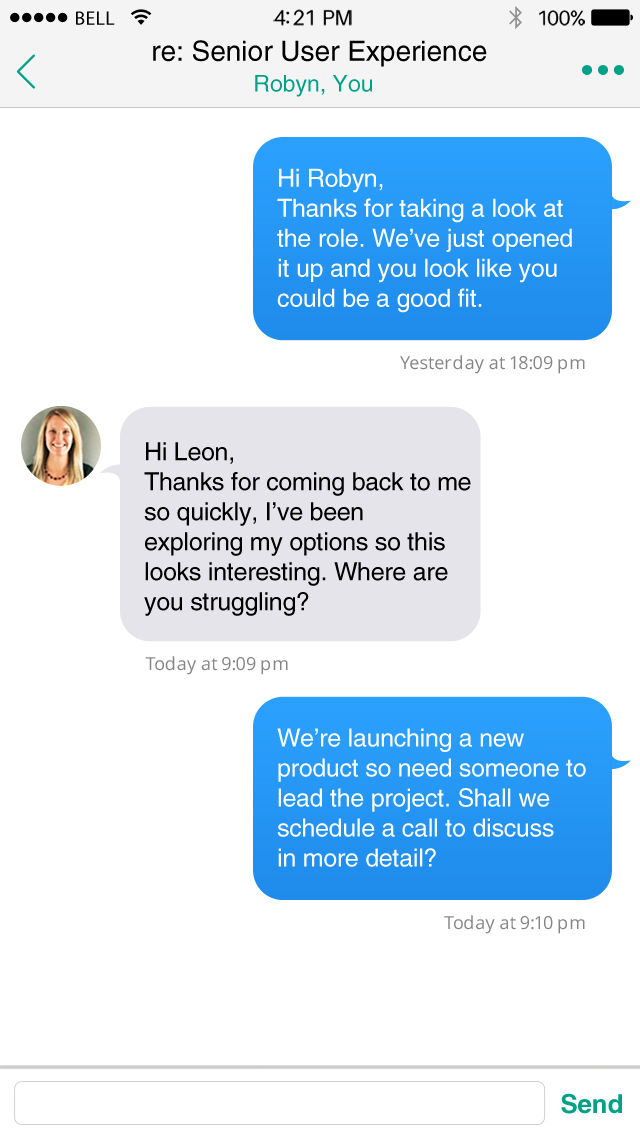 BELL 4:21 PM 100%
re: Senior User Experience
Robyn, You
Hi Robyn,
Thanks for taking a look at
the role. We’ve just opened
it up and you look like you
could be a good fit.
Yesterday at 18:09 pm
Hi Leon,
Thanks for coming back to me
so quickly, I’ve been
exploring my options so this
looks interesting. Where are
you struggling?
Today at 9:09 pm
We’re launching a new
product so need someone to
lead the project. Shall we
schedule a call to discuss
in more detail?
Today at 9:10 pm
Send